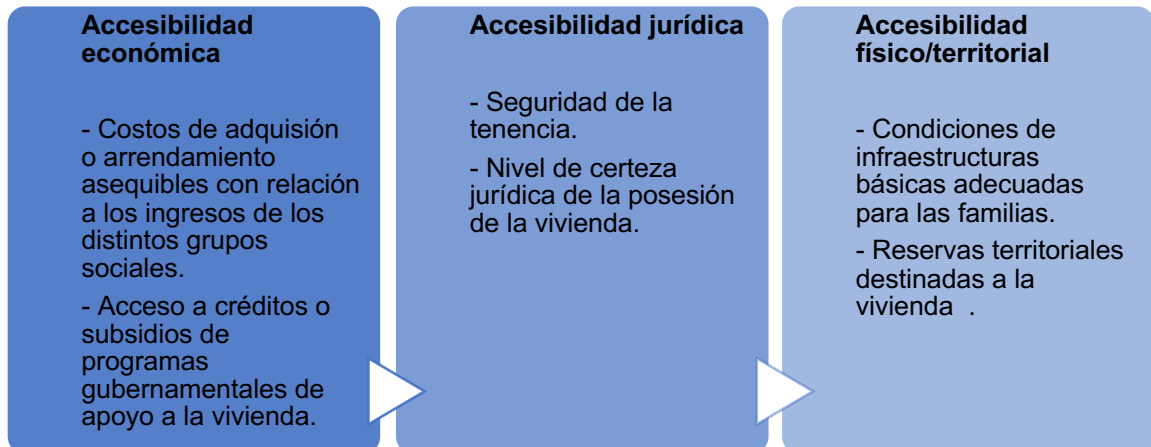 Accesibilidad
económica
- Costos de adquisión
o arrendamiento
asequibles con relación
a los ingresos de los
distintos grupos
sociales.
- Acceso a créditos o
subsidios de
programas
gubernamentales de
apoyo a la vivienda.
Accesibilidad jurídica
- Seguridad de la
tenencia.
- Nivel de certeza
jurídica de la posesión
de la vivienda.
Accesibilidad
físico/territorial
- Condiciones de
infraestructuras
básicas adecuadas
para las familias.
- Reservas territoriales
destinadas a la
vivienda .